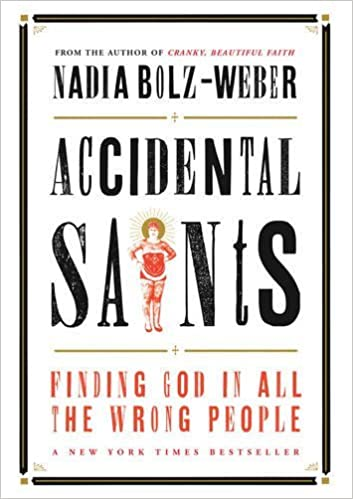 FROM THE AUTHOR OF CRANKY, BEAUTIFUL FAITH
NADIA BOLZ-WEBER
ACCIDENTAL
SAINtS
FINDING GOD IN ALL
THE WRONG PEOPLE
A NEW YORK TIMES BESTSELLER